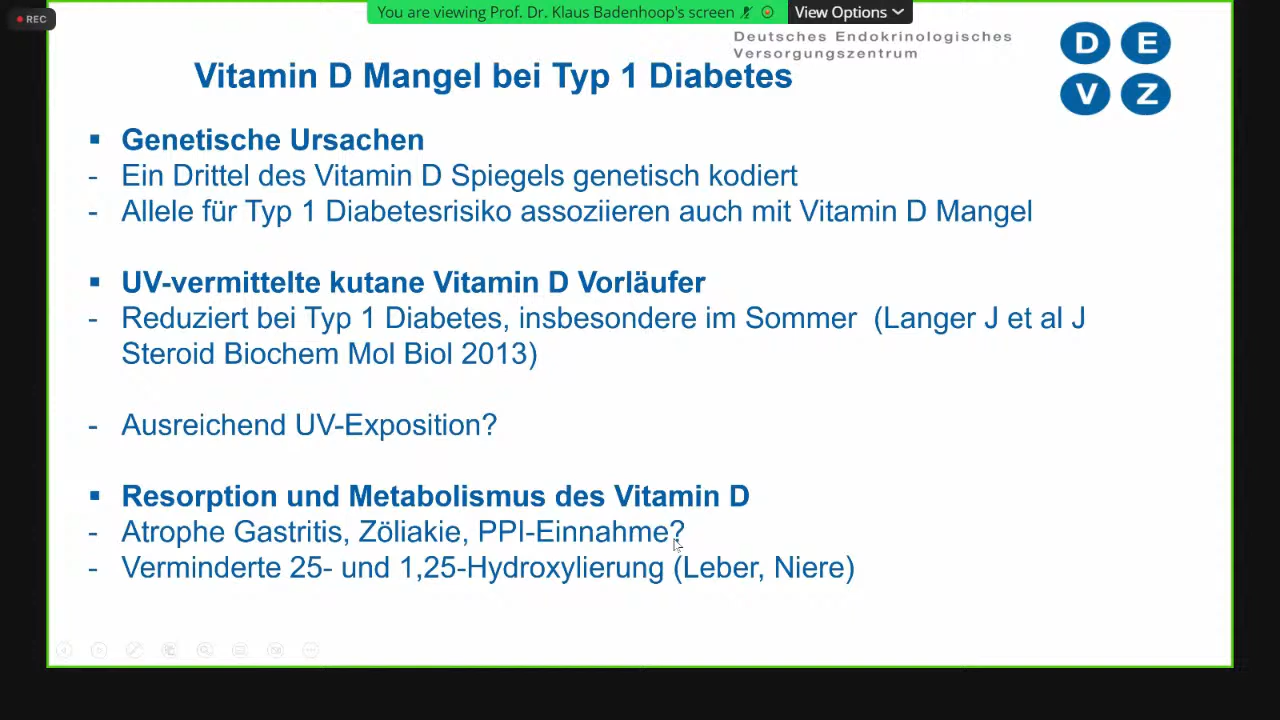 REC
You are viewing Prof. Dr. Klaus Badenhoop's screen
View Options
Deutsches Endokrinologisches
Versorgungszentrum
D E
V Z
Vitamin D Mangel bei Typ 1 Diabetes
▪ Genetische Ursachen
- Ein Drittel des Vitamin D Spiegels genetisch kodiert
- Allele für Typ 1 Diabetesrisiko assoziieren auch mit Vitamin D Mangel
▪ UV-vermittelte kutane Vitamin D Vorläufer
- Reduziert bei Typ 1 Diabetes, insbesondere im Sommer (Langer J et al J
Steroid Biochem Mol Biol 2013)
- Ausreichend UV-Exposition?
▪ Resorption und Metabolismus des Vitamin D
- Atrophe Gastritis, Zöliakie, PPI-Einnahme?
- Verminderte 25- und 1,25-Hydroxylierung (Leber, Niere)